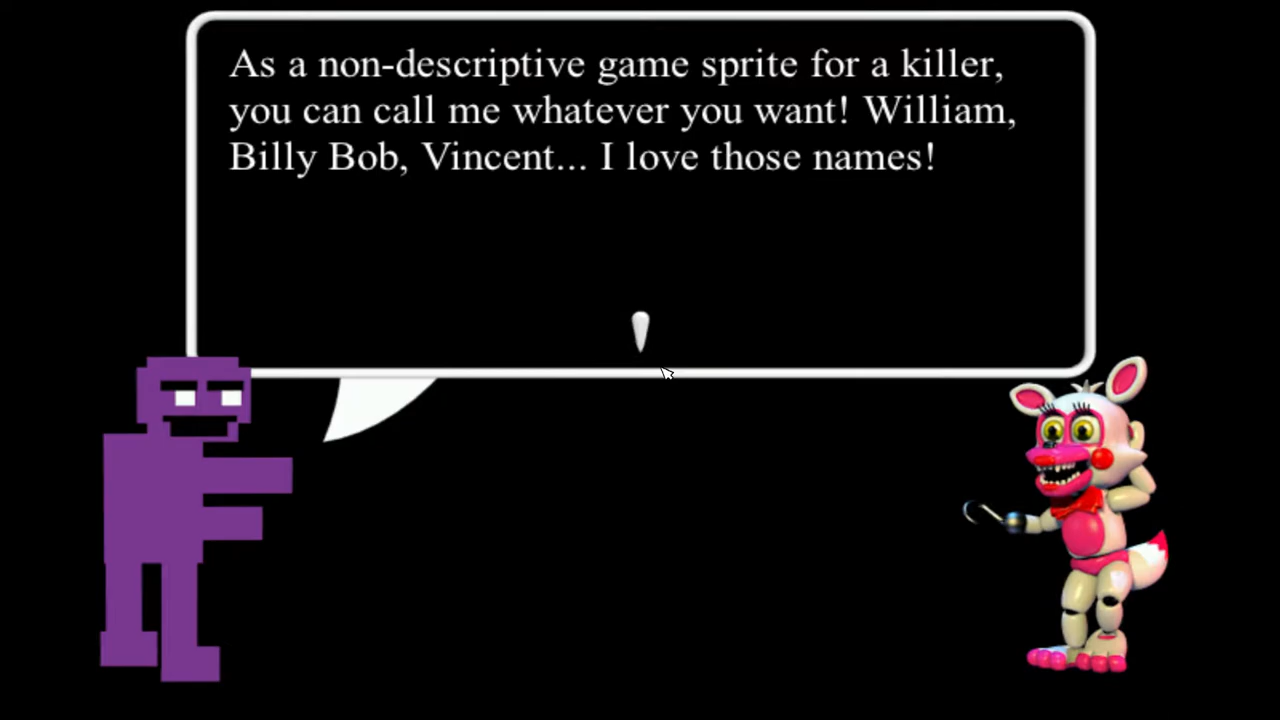 As a non-descriptive game sprite for a killer,
you can call me whatever you want! William,
Billy Bob, Vincent... I love those names!